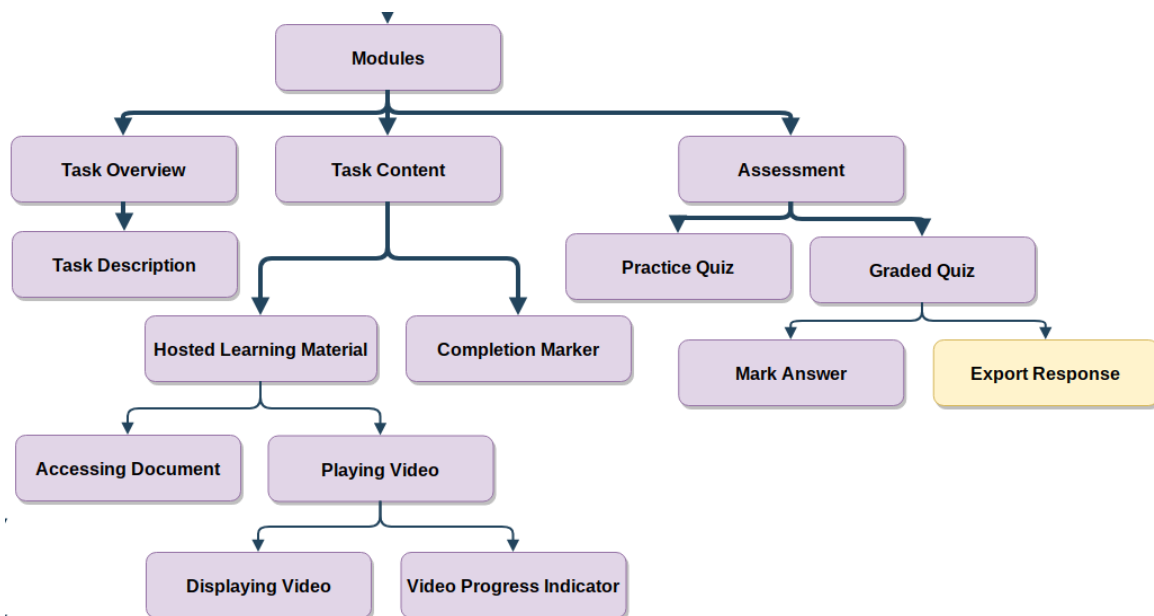 Modules
Task Overview
Task Content
Assessment
Task Description
Practice Quiz
Graded Quiz
Hosted Learning Material
Completion Marker
Mark Answer
Export Response
Accessing Document
Playing Video
Displaying Video
Video Progress Indicator